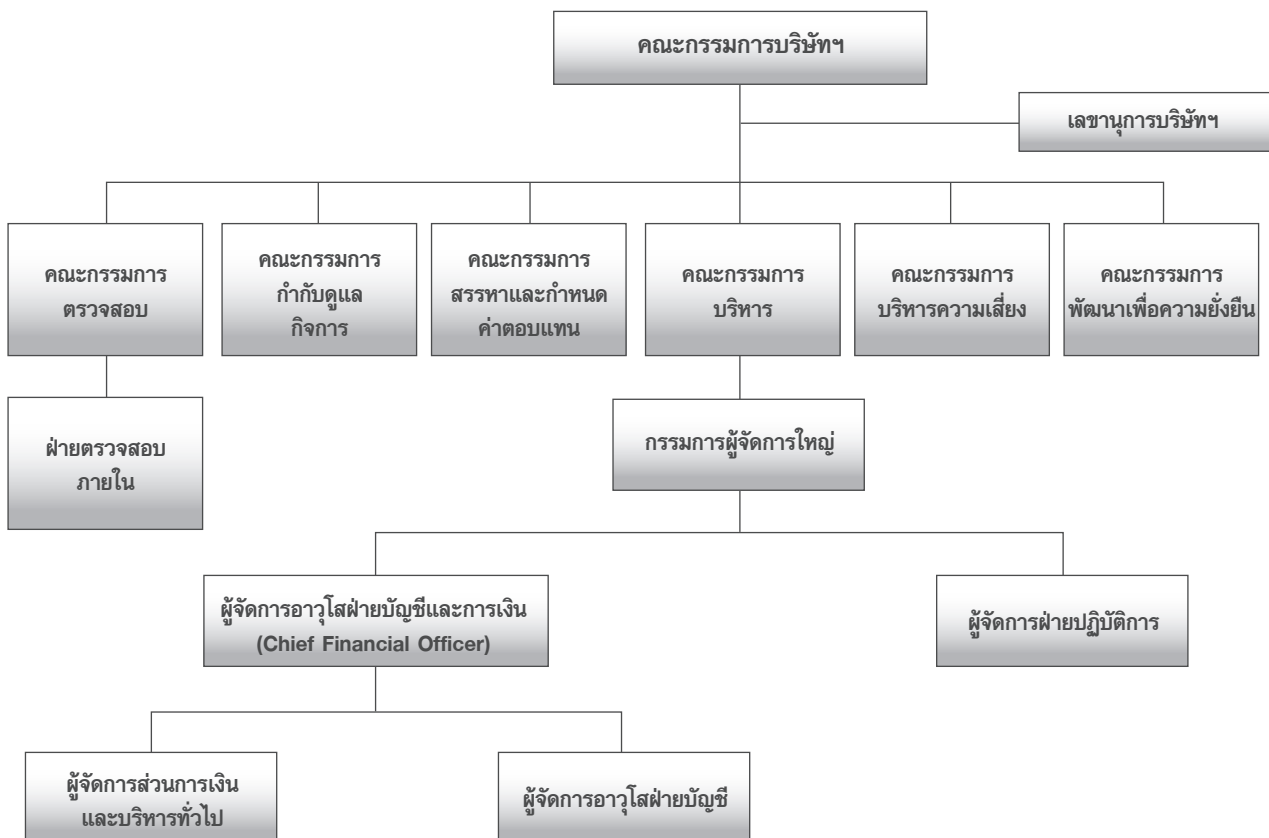 คณะกรรมการบริษัทฯ
เลขานุการบริษัทฯ
คณะกรรมการ
ตรวจสอบ
คณะกรรมการ
กำกับดูแล
กิจการ
คณะกรรมการ
สรรหาและกำหนด
ค่าตอบแทน
คณะกรรมการ
บริหาร
คณะกรรมการ
บริหารความเสี่ยง
คณะกรรมการ
พัฒนาเพื่อความยั่งยืน
ฝ่ายตรวจสอบ
ภายใน
กรรมการผู้จัดการใหญ่
ผู้จัดการอาวุโสฝ่ายบัญชีและการเงิน
(Chief Financial Officer)
ผู้จัดการฝ่ายปฏิบัติการ
ผู้จัดการส่วนการเงิน
และบริหารทั่วไป
ผู้จัดการอาวุโสฝ่ายบัญชี